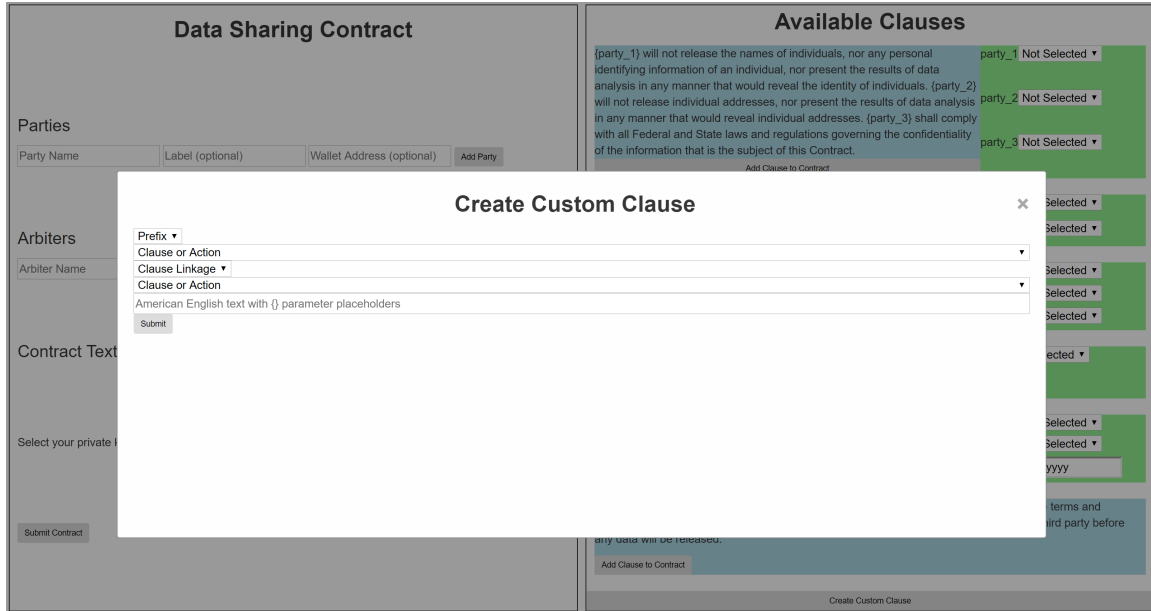 Data Sharing Contract
Parties
Party Name
Label (optional)
Wallet Address (optional)
Add Party
Arbiters
Arbiter Name
Contract Text
Select your private
Submit Contract
Available Clauses
{party_1} will not release the names of individuals, nor any personal
identifying information of an individual, nor present the results of data
analysis in any manner that would reveal the identity of individuals. {party_2}
will not release individual addresses, nor present the results of data analysis
in any manner that would reveal individual addresses. {party_3} shall comply
with all Federal and State laws and regulations governing the confidentiality
of the information that is the subject of this Contract.
party_1 Not Selected
party_2 Not Selected
party_3 Not Selected
Add Clause to Contract
Selected
Selected
Selected
Selected
Selected
ected
Selected
Selected
yyyy
terms and
hird party before
any data will be released.
Add Clause to Contract
Create Custom Clause
Create Custom Clause
×
Prefix
Clause or Action
Clause Linkage
Clause or Action
American English text with {} parameter placeholders
Submit